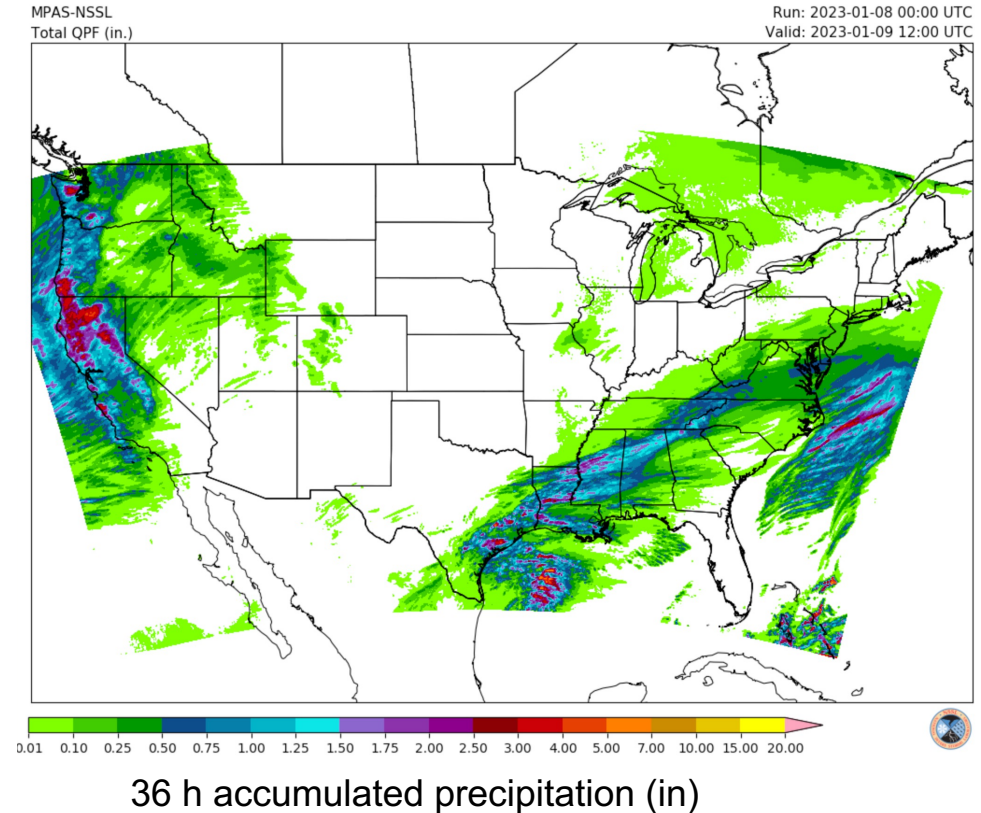 MPAS-NSSL
Total QPF (in.)
Run: 2023-01-08 00:00 UTC
Valid: 2023-01-09 12:00 UTC
0.01 0.10 0.25 0.50 0.75 1.00 1.25 1.50 1.75 2.00 2.50 3.00 4.00 5.00 7.00 10.00 15.00 20.00
36 h accumulated precipitation (in)